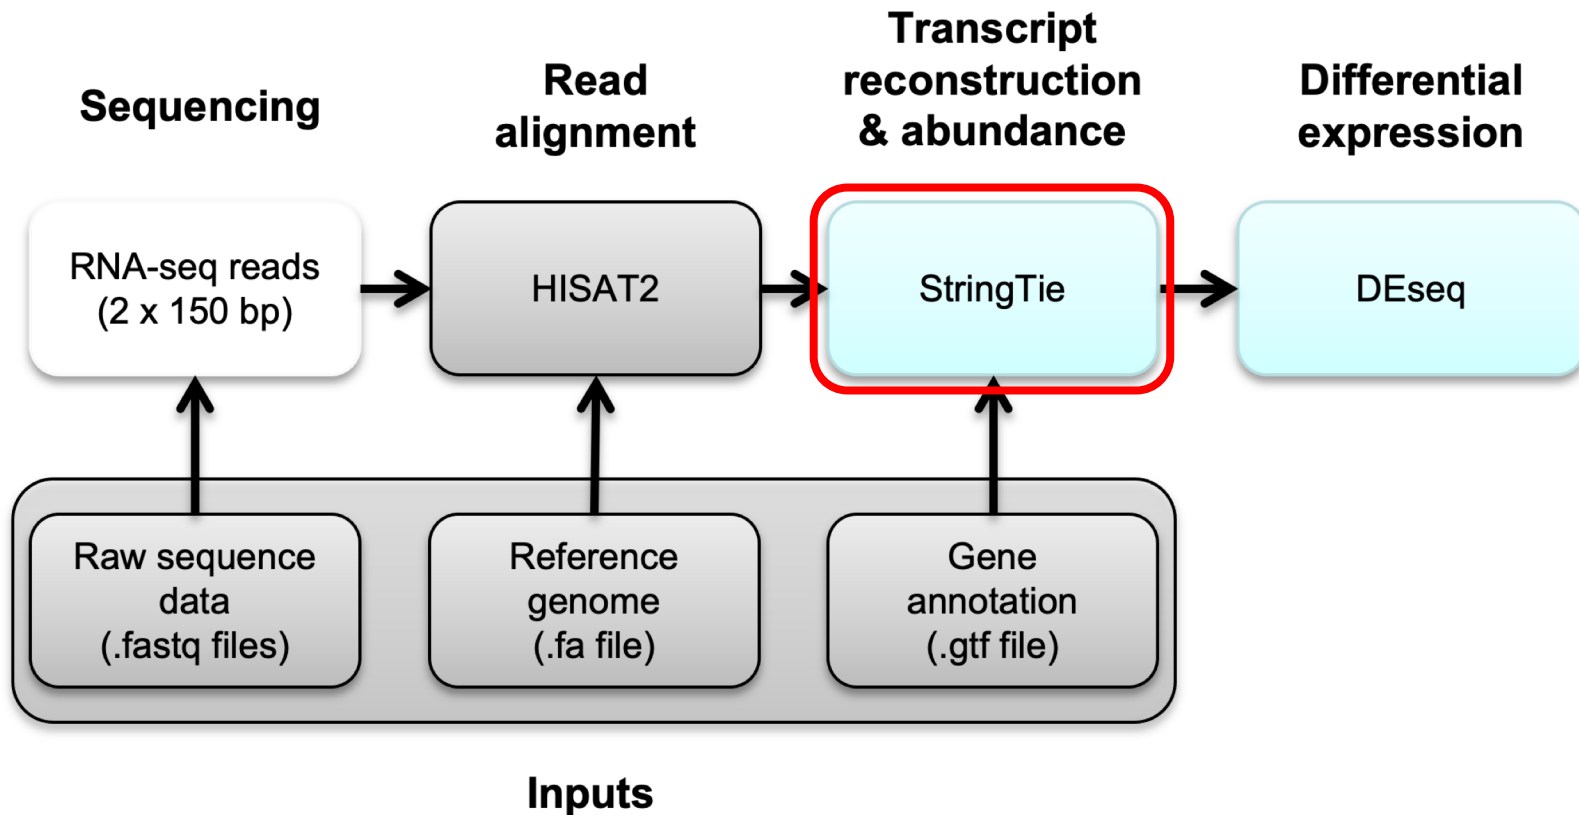 Sequencing
Read
alignment
Transcript
reconstruction
& abundance
Differential
expression
RNA-seq reads
(2 x 150 bp)
HISAT2
StringTie
DEseq
Raw sequence
data
(.fastq files)
Reference
genome
(.fa file)
Gene
annotation
(.gtf file)
Inputs